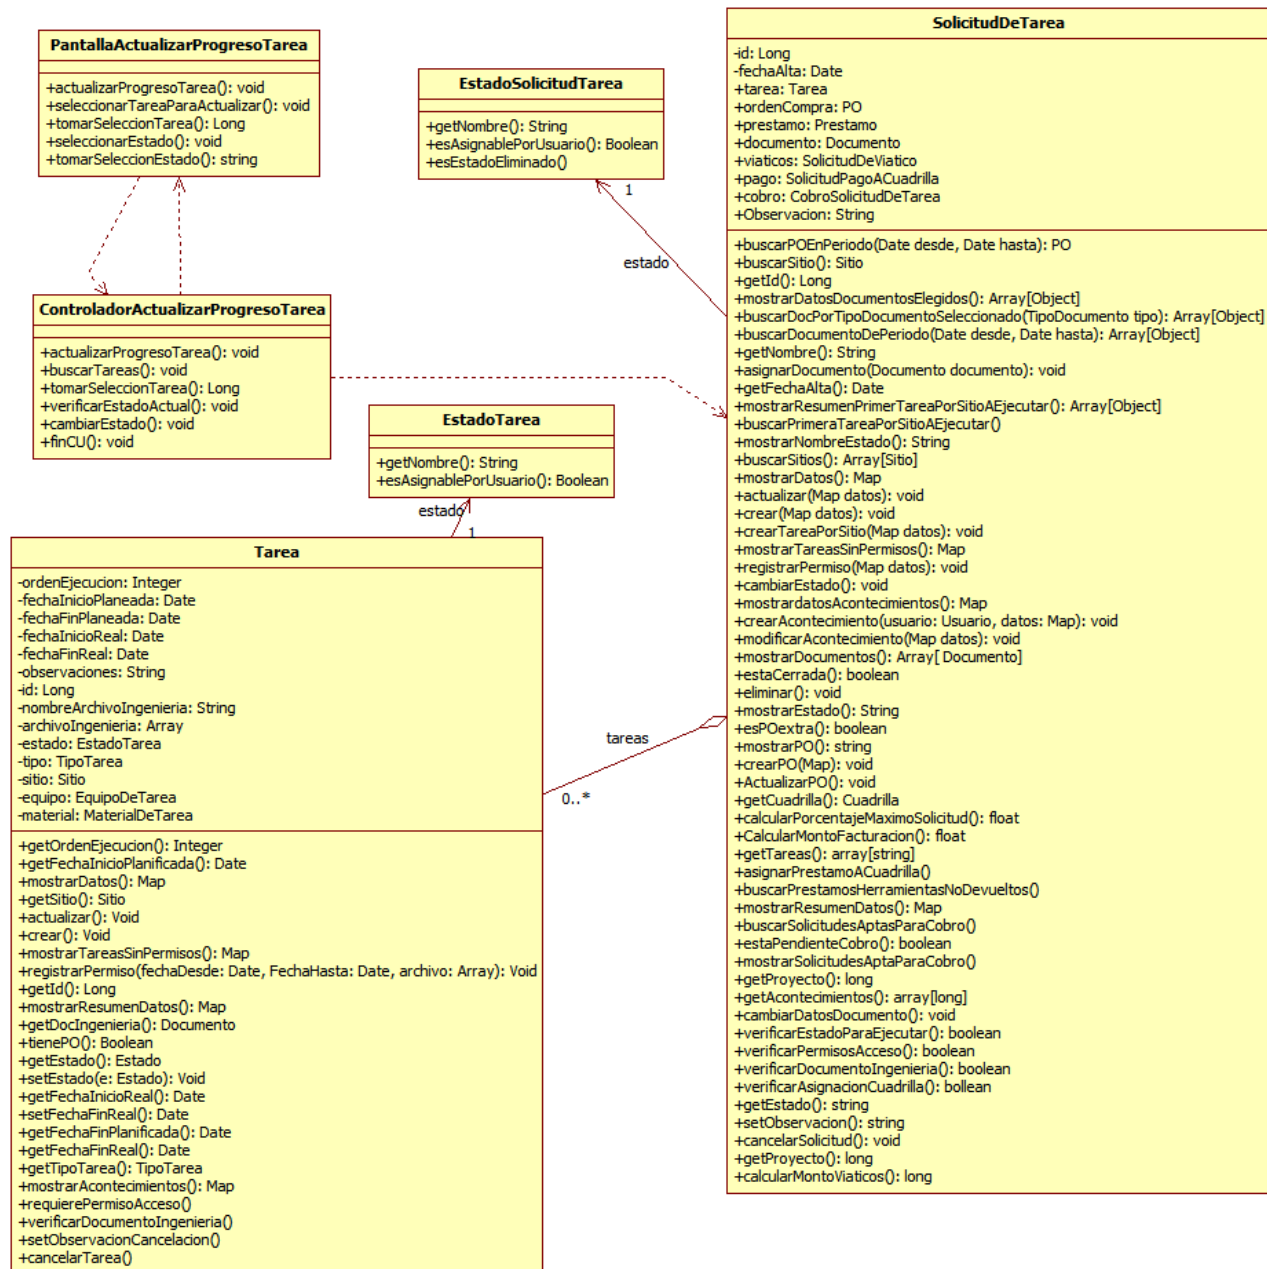 PantallaActualizarProgresoTarea
+actualizarProgresoTarea(): void
+seleccionarTareaParaActualizar(): void
+tomarSeleccionTarea(): Long
+seleccionarEstado(): void
+tomarSeleccionEstado(): string
EstadoSolicitudTarea
+getNombre(): String
+esAsignablePorUsuario(): Boolean
+esEstadoEliminado()
1
estado
ControladorActualizarProgresoTarea
+actualizarProgresoTarea(): void
+buscarTareas(): void
+tomarSeleccionTarea(): Long
+verificarEstadoActual(): void
+cambiarEstado(): void
+finCU(): void
EstadoTarea
+getNombre(): String
+esAsignablePorUsuario(): Boolean
estado
1
Tarea
-ordenEjecucion: Integer
-fechaInicioPlaneada: Date
-fechaFinPlaneada: Date
-fechaInicioReal: Date
-fechaFinReal: Date
-observaciones: String
-id: Long
-nombreArchivoIngenieria: String
-archivoIngenieria: Array
-estado: EstadoTarea
-tipo: TipoTarea
-sitio: Sitio
-equipo: EquipoDeTarea
-material: MaterialDeTarea
+getOrdenEjecucion(): Integer
+getFechaInicioPlanificada(): Date
+mostrarDatos(): Map
+getSitio(): Sitio
+actualizar(): Void
+crear(): Void
+mostrarTareasSinPermisos(): Map
+registrarPermiso(fechaDesde: Date, FechaHasta: Date, archivo: Array): Void
+getId(): Long
+mostrarResumenDatos(): Map
+getDocIngenieria(): Documento
+tienePO(): Boolean
+getEstado(): Estado
+setEstado(e: Estado): Void
+getFechaInicioReal(): Date
+setFechaFinReal(): Date
+getFechaFinPlanificada(): Date
+getFechaFinReal(): Date
+getTipoTarea(): TipoTarea
+mostrarAcontecimientos(): Map
+requierePermisoAcceso()
+verificarDocumentoIngenieria()
+setObservacionCancelacion()
+cancelarTarea()
tareas
0..*
SolicitudDeTarea
-id: Long
-fechaAlta: Date
+tarea: Tarea
+ordenCompra: PO
+prestamo: Prestamo
+documento: Documento
+viaticos: SolicitudDeViatico
+pago: SolicitudPagoACuadrilla
+cobro: CobroSolicitudDeTarea
+Observacion: String
+buscarPOEnPeriodo(Date desde, Date hasta): PO
+buscarSitio(): Sitio
+getId(): Long
+mostrarDatosDocumentosElegidos(): Array[Object]
+buscarDocPorTipoDocumentoSeleccionado(TipoDocumento tipo): Array[Object]
+buscarDocumentoDePeriodo(Date desde, Date hasta): Array[Object]
+getNombre(): String
+asignarDocumento(Documento documento): void
+getFechaAlta(): Date
+mostrarResumenPrimerTareaPorSitioAEjecutar(): Array[Object]
+buscarPrimeraTareaPorSitioAEjecutar()
+mostrarNombreEstado(): String
+buscarSitios(): Array[Sitio]
+mostrarDatos(): Map
+actualizar(Map datos): void
+crear(Map datos): void
+crearTareaPorSitio(Map datos): void
+mostrarTareasSinPermisos(): Map
+registrarPermiso(Map datos): void
+cambiarEstado(): void
+mostrardatosAcontecimientos(): Map
+crearAcontecimiento(usuario: Usuario, datos: Map): void
+modificarAcontecimiento(Map datos): void
+mostrarDocumentos(): Array[ Documento]
+estaCerrada(): boolean
+eliminar(): void
+mostrarEstado(): String
+esPOextra(): boolean
+mostrarPO(): string
+crearPO(Map): void
+ActualizarPO(): void
+getCuadrilla(): Cuadrilla
+calcularPorcentajeMaximoSolicitud(): float
+CalcularMontoFacturacion(): float
+getTareas(): array[string]
+asignarPrestamoACuadrilla()
+buscarPrestamosHerramientasNoDevueltos()
+mostrarResumenDatos(): Map
+buscarSolicitudesAptasParaCobro()
+estaPendienteCobro(): boolean
+mostrarSolicitudesAptaParaCobro()
+getProyecto(): long
+getAcontecimientos(): array[long]
+cambiarDatosDocumento(): void
+verificarEstadoParaEjecutar(): boolean
+verificarPermisosAcceso(): boolean
+verificarDocumentoIngenieria(): boolean
+verificarAsignacionCuadrilla(): bollean
+getEstado(): string
+setObservacion(): string
+cancelarSolicitud(): void
+getProyecto(): long
+calcularMontoViaticos(): long